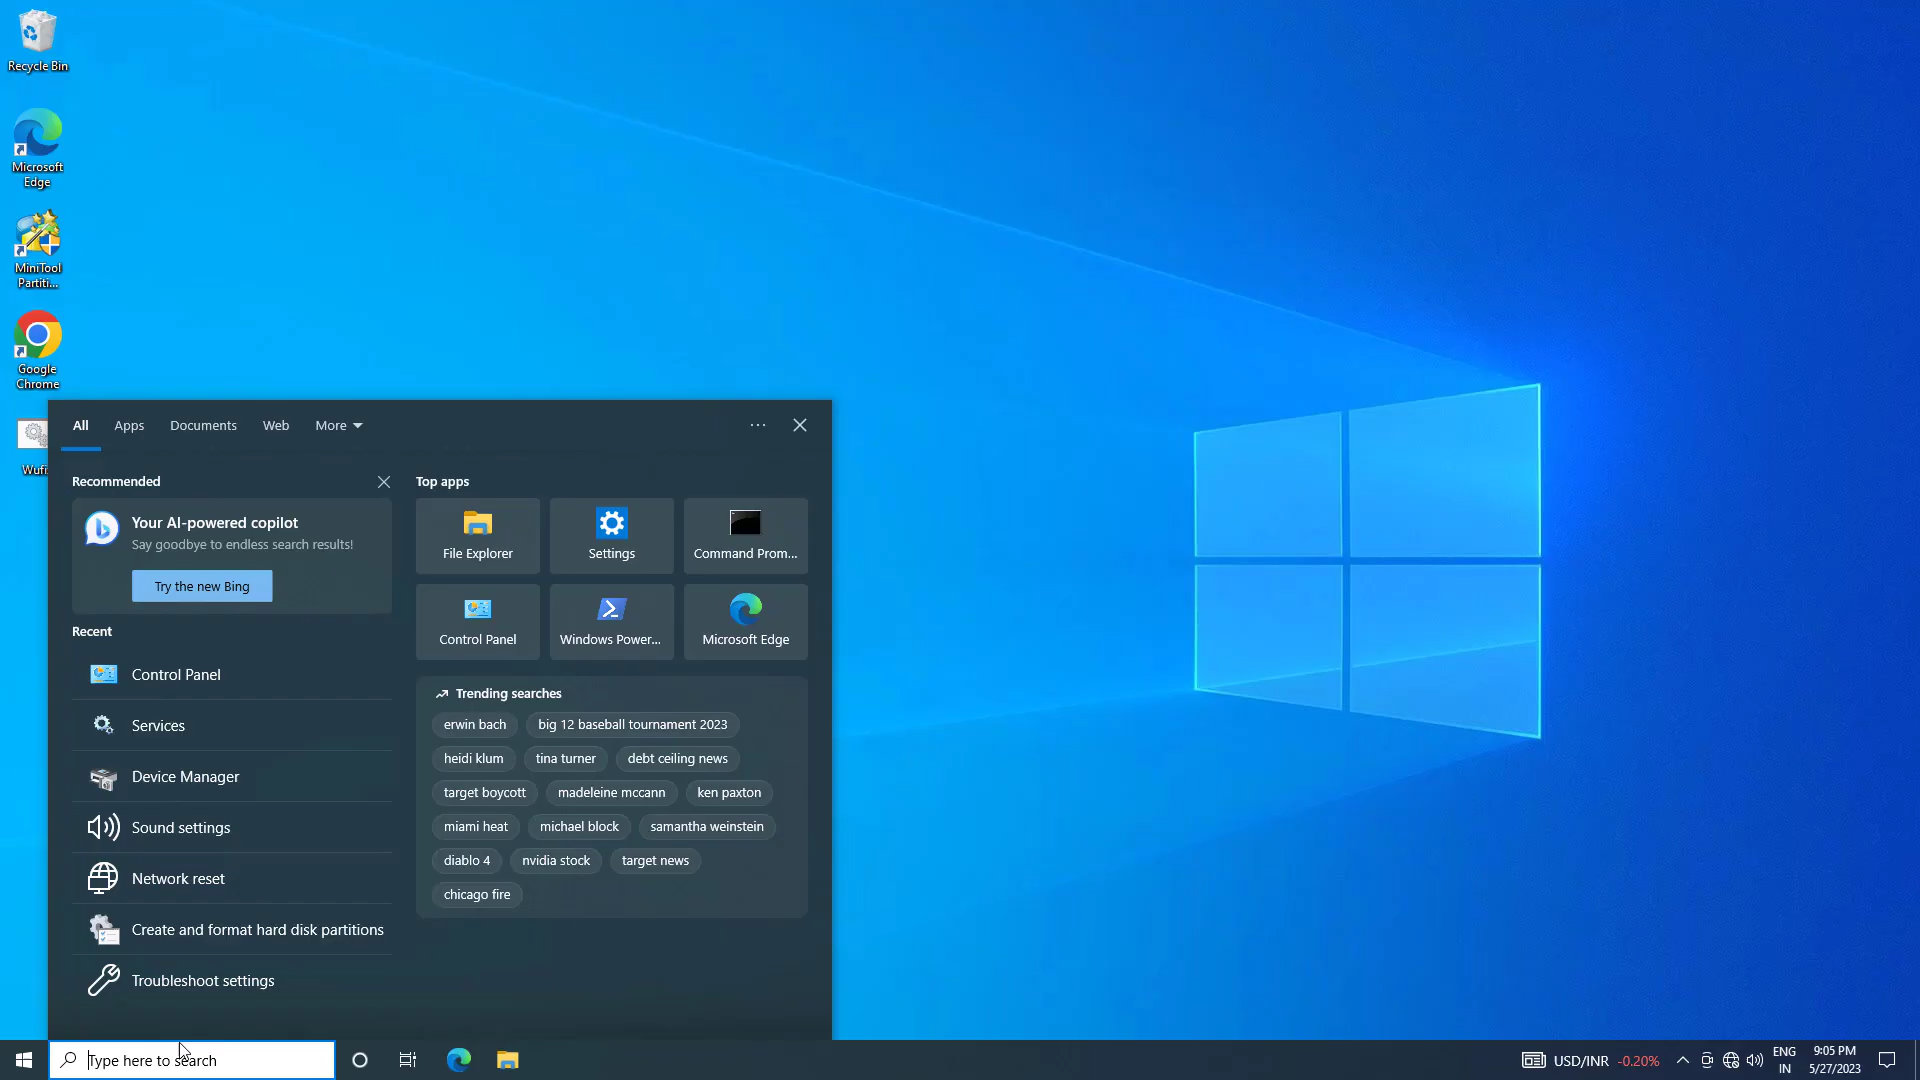 Recycle Bin
Microsoft
Edge
MiniTool
Partiti...
Google
Chrome
All
Apps
Documents
Web
More
Recommended
Your AI-powered copilot
Say goodbye to endless search results!
Try the new Bing
Recent
Control Panel
Services
Device Manager
Sound settings
Network reset
Create and format hard disk partitions
Troubleshoot settings
Top apps
File Explorer
Settings
Command Prom...
Control Panel
Windows Power...
Microsoft Edge
Trending searches
erwin bach
big 12 baseball tournament 2023
heidi klum
tina turner
debt ceiling news
target boycott
madeleine mccann
ken paxton
miami heat
michael block
samantha weinstein
diablo 4
nvidia stock
target news
chicago fire
Type here to search
USD/INR -0.20%
ENG
IN
9:05 PM
5/27/2023